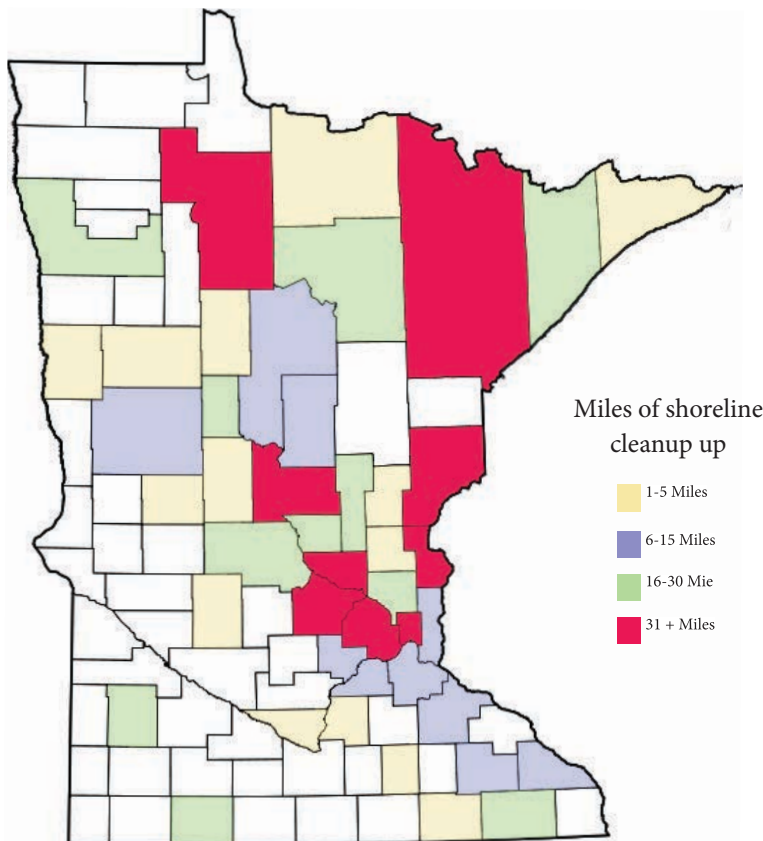 Miles of shoreline
cleanup up
1-5 Miles
6-15 Miles
16-30 Mie
31 + Miles